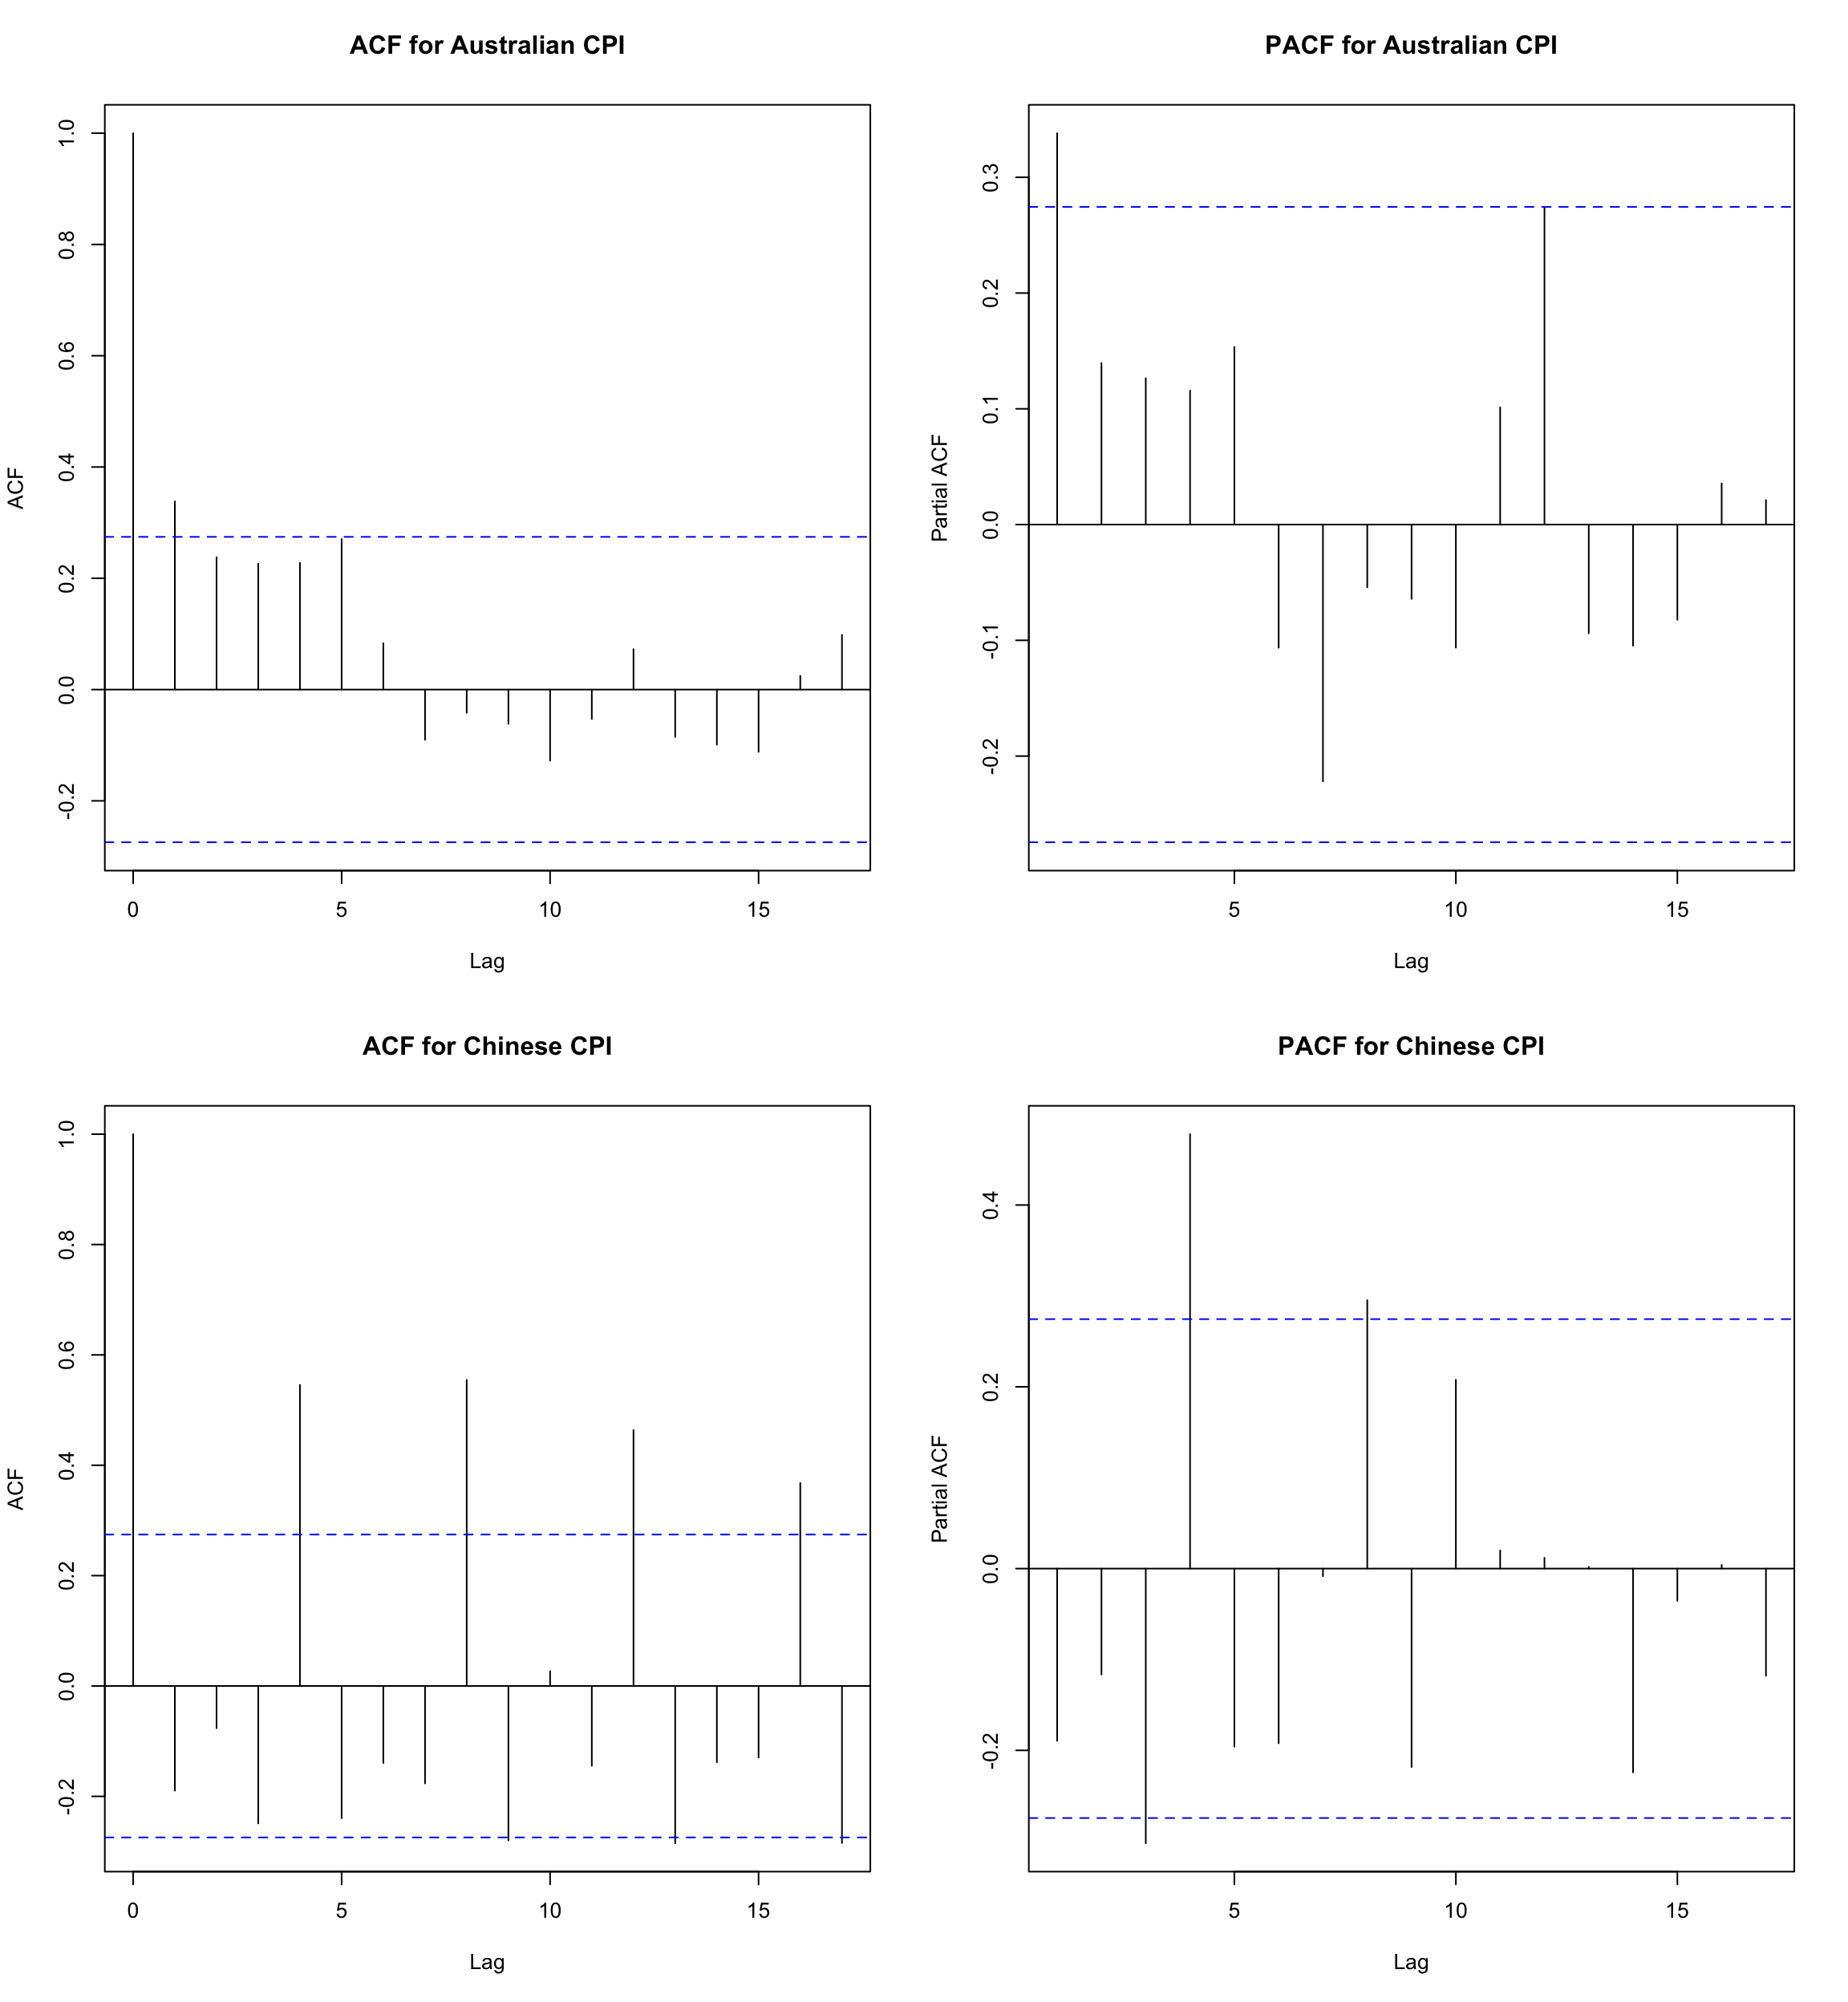 ACF for Australian CPI
ACF
1.0
0.8
0.6
0.4
0.2
0.0
-0.2
0 5 10 15
Lag
PACF for Australian CPI
Partial ACF
0.3
0.2
0.1
0.0
-0.1
-0.2
5 10 15
Lag
ACF for Chinese CPI
ACF
1.0
0.8
0.6
0.4
0.2
0.0
-0.2
0 5 10 15
Lag
PACF for Chinese CPI
Partial ACF
0.4
0.2
0.0
-0.2
5 10 15
Lag